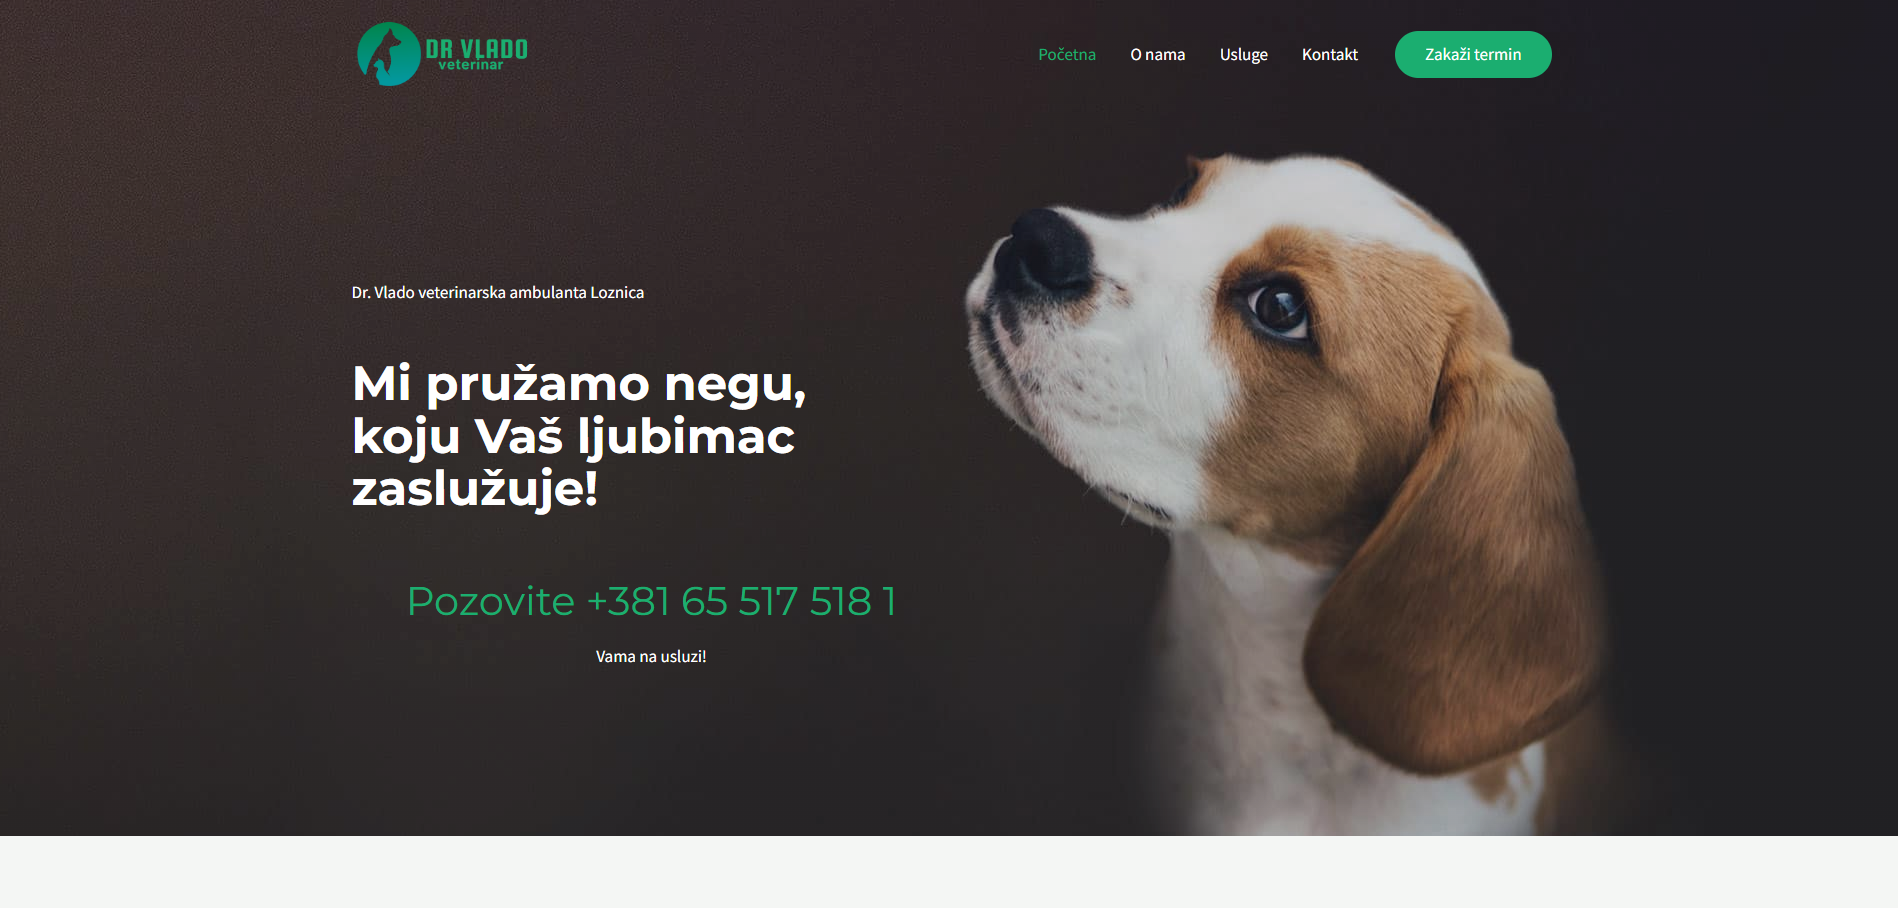 DR VLADO
veterinar
Početna
O nama
Usluge
Kontakt
Zakaži termin
Dr. Vlado veterinarska ambulanta Loznica
Mi pružamo negu,
koju Vaš ljubimac
zaslužuje!
Pozovite +381 65 517 518 1
Vama na usluzi!